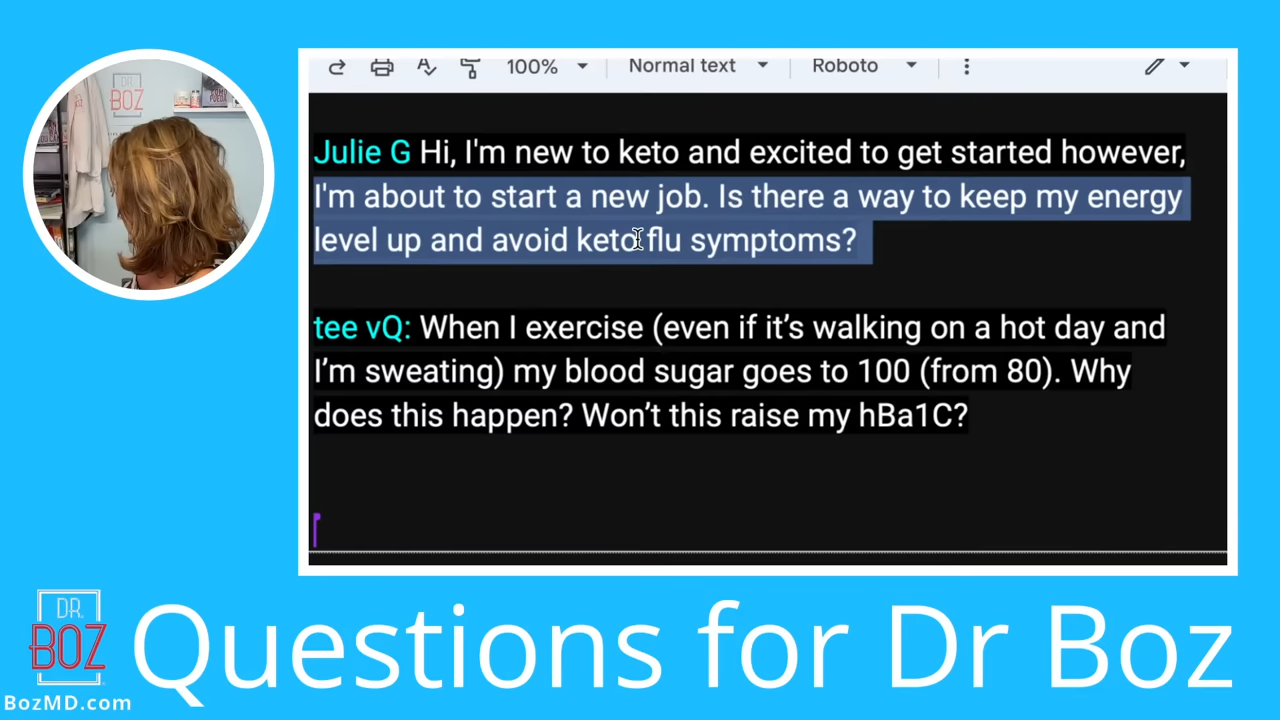 DR
BOZ
100%
Normal text
Roboto
Julie G Hi, I'm new to keto and excited to get started however,
I'm about to start a new job. Is there a way to keep my energy
level up and avoid keto flu symptoms?
tee vQ: When I exercise (even if it's walking on a hot day and
I'm sweating) my blood sugar goes to 100 (from 80). Why
does this happen? Won't this raise my hBa1C?
DR.
BOZ
Questions for Dr Boz
BozMD.com